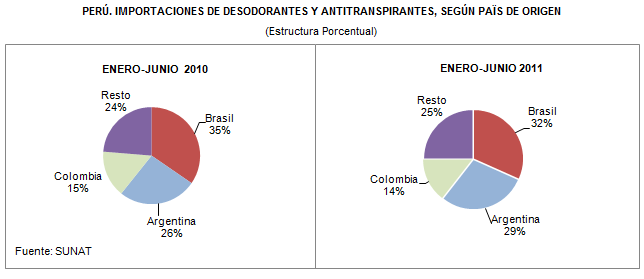 PERÚ. IMPORTACIONES DE DESODORANTES Y ANTITRANSPIRANTES, SEGÚN PAÏS DE ORIGEN
(Estructura Porcentual)
ENERO-JUNIO 2010
Resto
24%
Brasil
35%
Colombia
15%
Argentina
26%
Fuente: SUNAT
ENERO-JUNIO 2011
Resto
25%
Brasil
32%
Colombia
14%
Argentina
29%